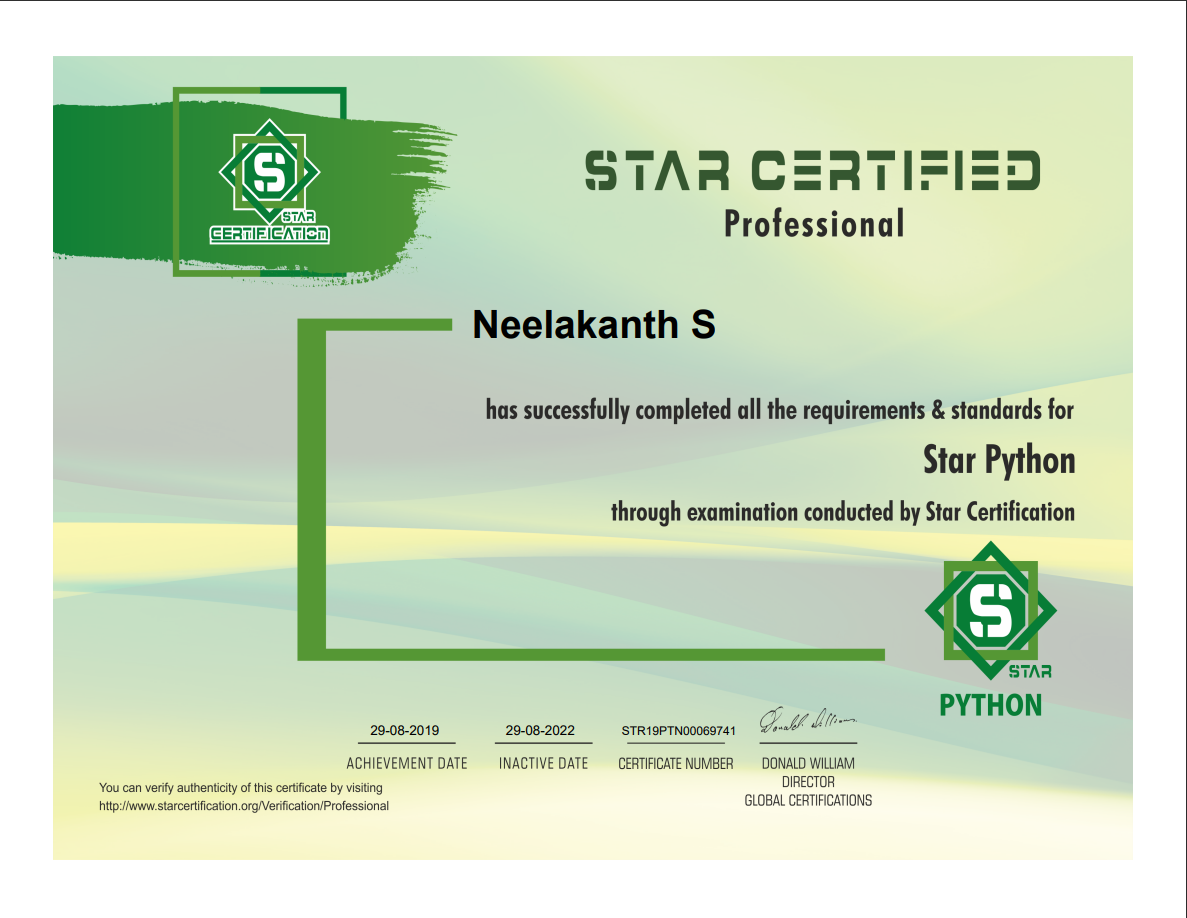 S
STAR
CERTIFICATION
STAR CERTIFIED
Professional
Neelakanth S
has successfully completed all the requirements & standards for
Star Python
through examination conducted by Star Certification
S
STAR
PYTHON
Donald William
29-08-2019 29-08-2022 STR19PTN00069741
ACHIEVEMENT DATE INACTIVE DATE CERTIFICATE NUMBER DONALD WILLIAM
DIRECTOR
GLOBAL CERTIFICATIONS
You can verify authenticity of this certificate by visiting
http://www.starcertification.org/Verification/Professional